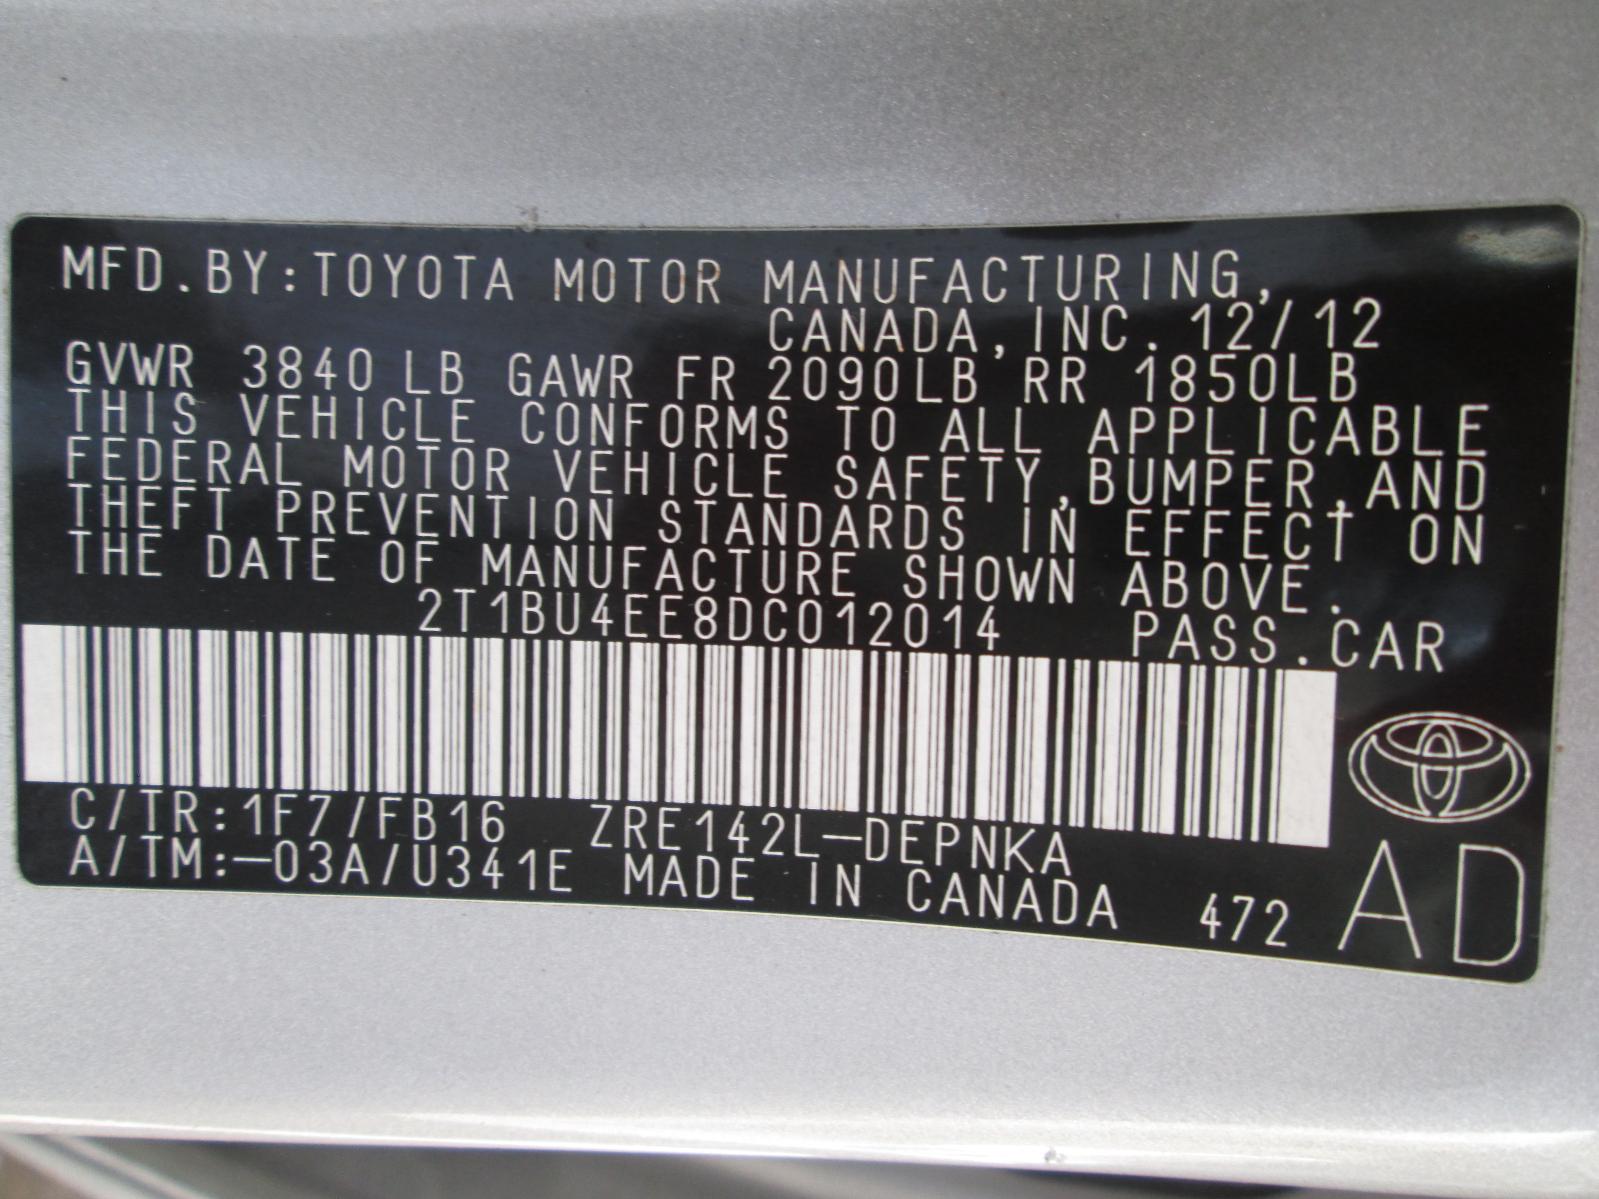 MFD.BY:TOYOTA MOTOR MANUFACTURING,
CANADA,INC. 12/12
GVWR 3840LB GAWR FR 2090LB RR 1850LB
THIS VEHICLE CONFORMS TO ALL APPLICABLE
FEDERAL MOTOR VEHICLE SAFETY,BUMPER,AND
THEFT PREVENTION STANDARDS IN EFFECT ON
THE DATE OF MANUFACTURE SHOWN ABOVE.
2T1BU4EE8DC012014 PASS.CAR
C/TR:1F7/FB16 ZRE142L-DEPNKA
A/TM:-03A/U341E MADE IN CANADA 472 AD